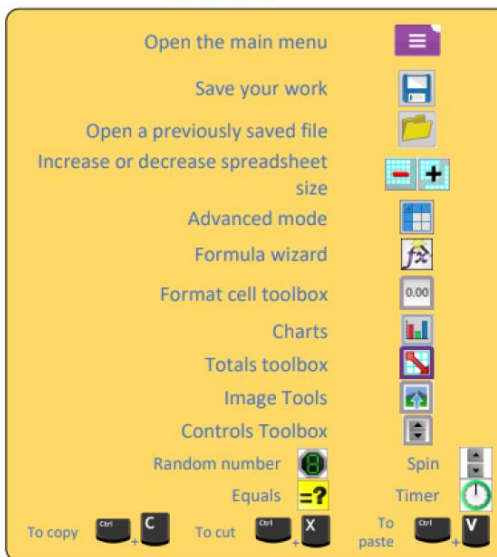 Open the main menu
Save your work
Open a previously saved file
Increase or decrease spreadsheet
size
Advanced mode
Formula wizard
fx
Format cell toolbox
0.00
Charts
Totals toolbox
Image Tools
Controls Toolbox
Random number 8 Spin
Equals =? Timer
To copy Ctrl + C To cut Ctrl + X To paste Ctrl + V